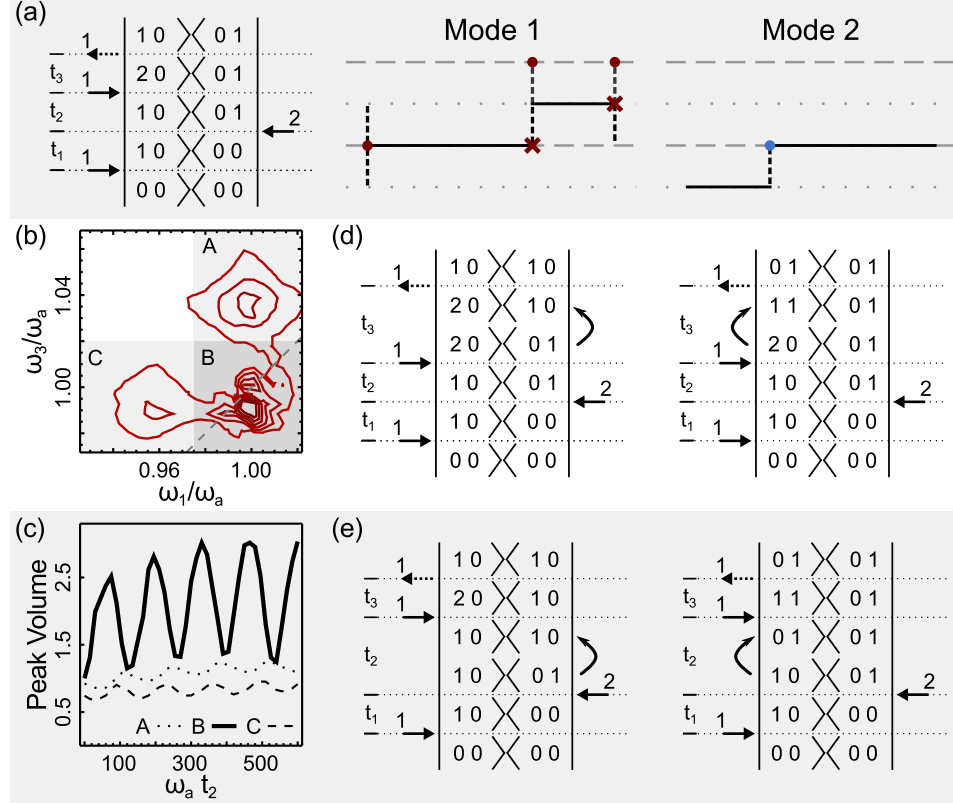 (a)
1
1 0 0 1
t₃
1
2 0 0 1
t₂
1 0 0 1
2
t₁
1
1 0 0 0
0 0 0 0
Mode 1
Mode 2
(b)
A
B
C
1.04
1.00
ω₃/ωₐ
0.96 1.00
ω₁/ωₐ
(d)
1
1 0 1 0
2 0 1 0
t₃
2 0 0 1
1
t₂
1 0 0 1
2
t₁
1
1 0 0 0
0 0 0 0
1
0 1 0 1
1 1 0 1
t₃
2 0 0 1
1
t₂
1 0 0 1
2
t₁
1
1 0 0 0
0 0 0 0
(c)
Peak Volume
2.5
1.5
0.5
A B C
100 300 500
ωₐ t₂
(e)
1
1 0 1 0
t₃
1
2 0 1 0
1 0 1 0
t₂
1 0 0 1
2
t₁
1
1 0 0 0
0 0 0 0
1
0 1 0 1
t₃
1
1 1 0 1
0 1 0 1
t₂
1 0 0 1
2
t₁
1
1 0 0 0
0 0 0 0